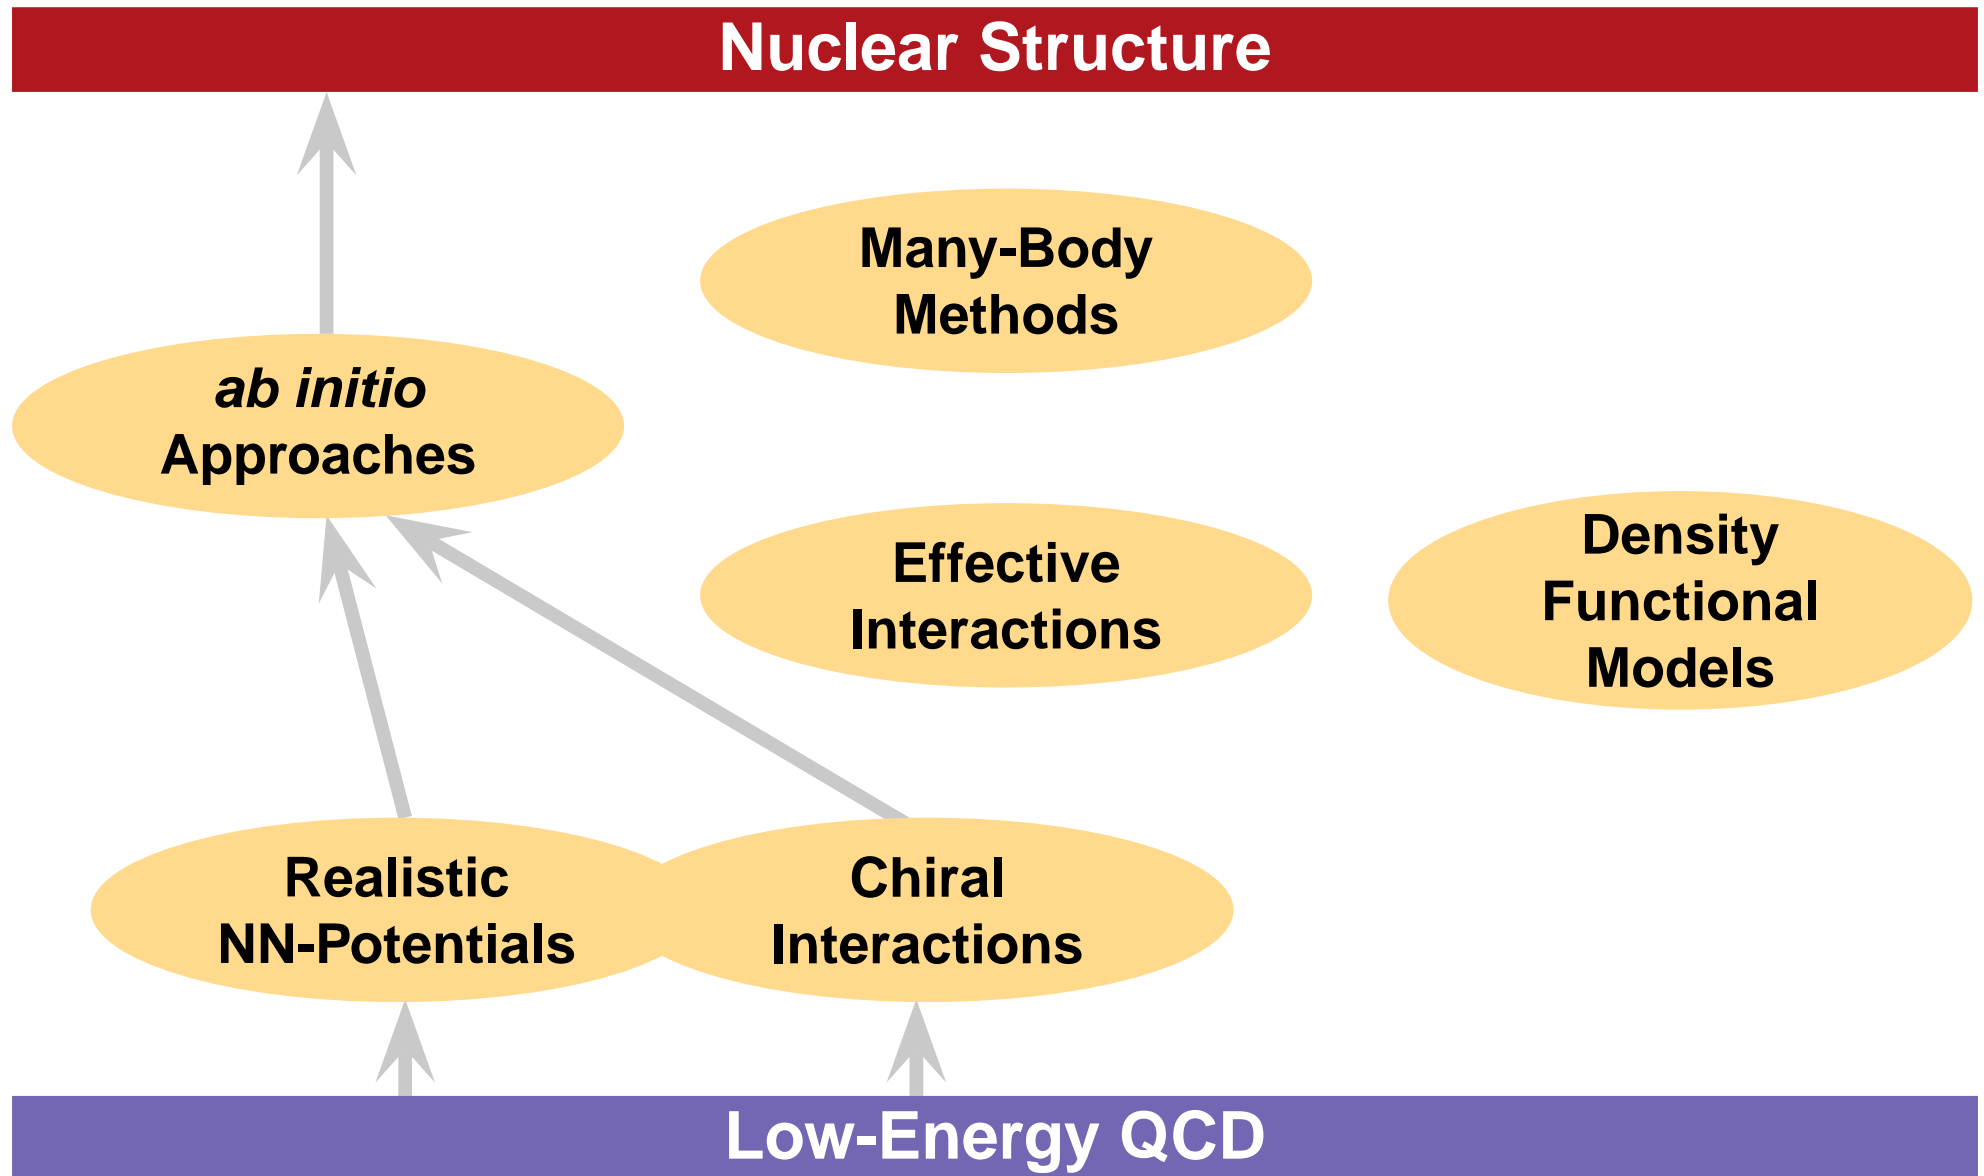 Nuclear Structure
Many-Body
Methods
ab initio
Approaches
Effective
Interactions
Density
Functional
Models
Realistic
NN-Potentials
Chiral
Interactions
Low-Energy QCD